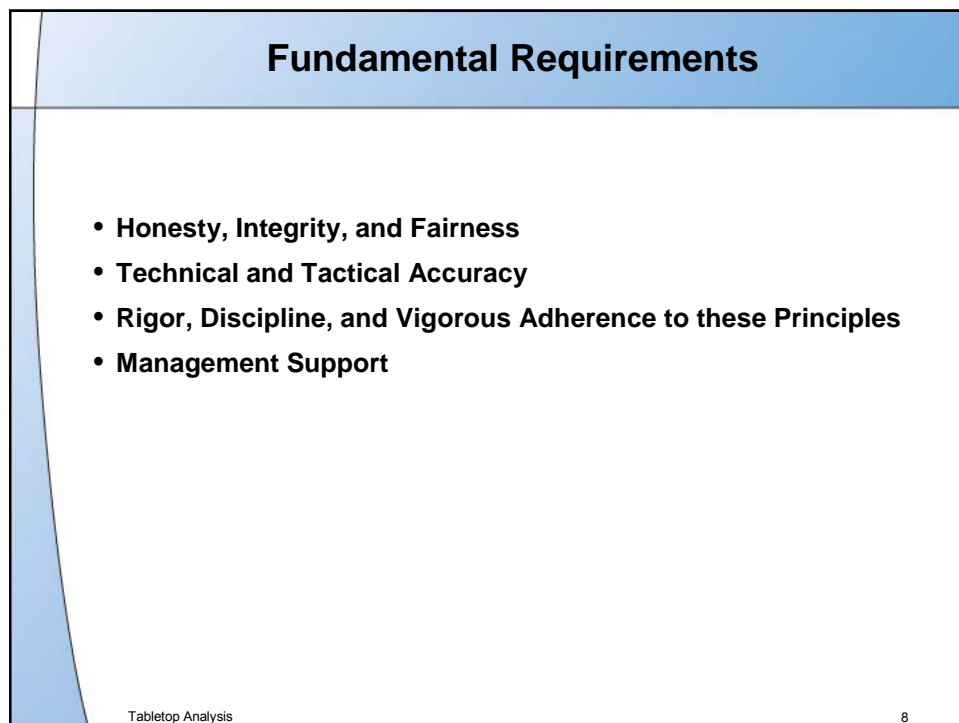 Fundamental Requirements
• Honesty, Integrity, and Fairness
• Technical and Tactical Accuracy
• Rigor, Discipline, and Vigorous Adherence to these Principles
• Management Support
Tabletop Analysis
8